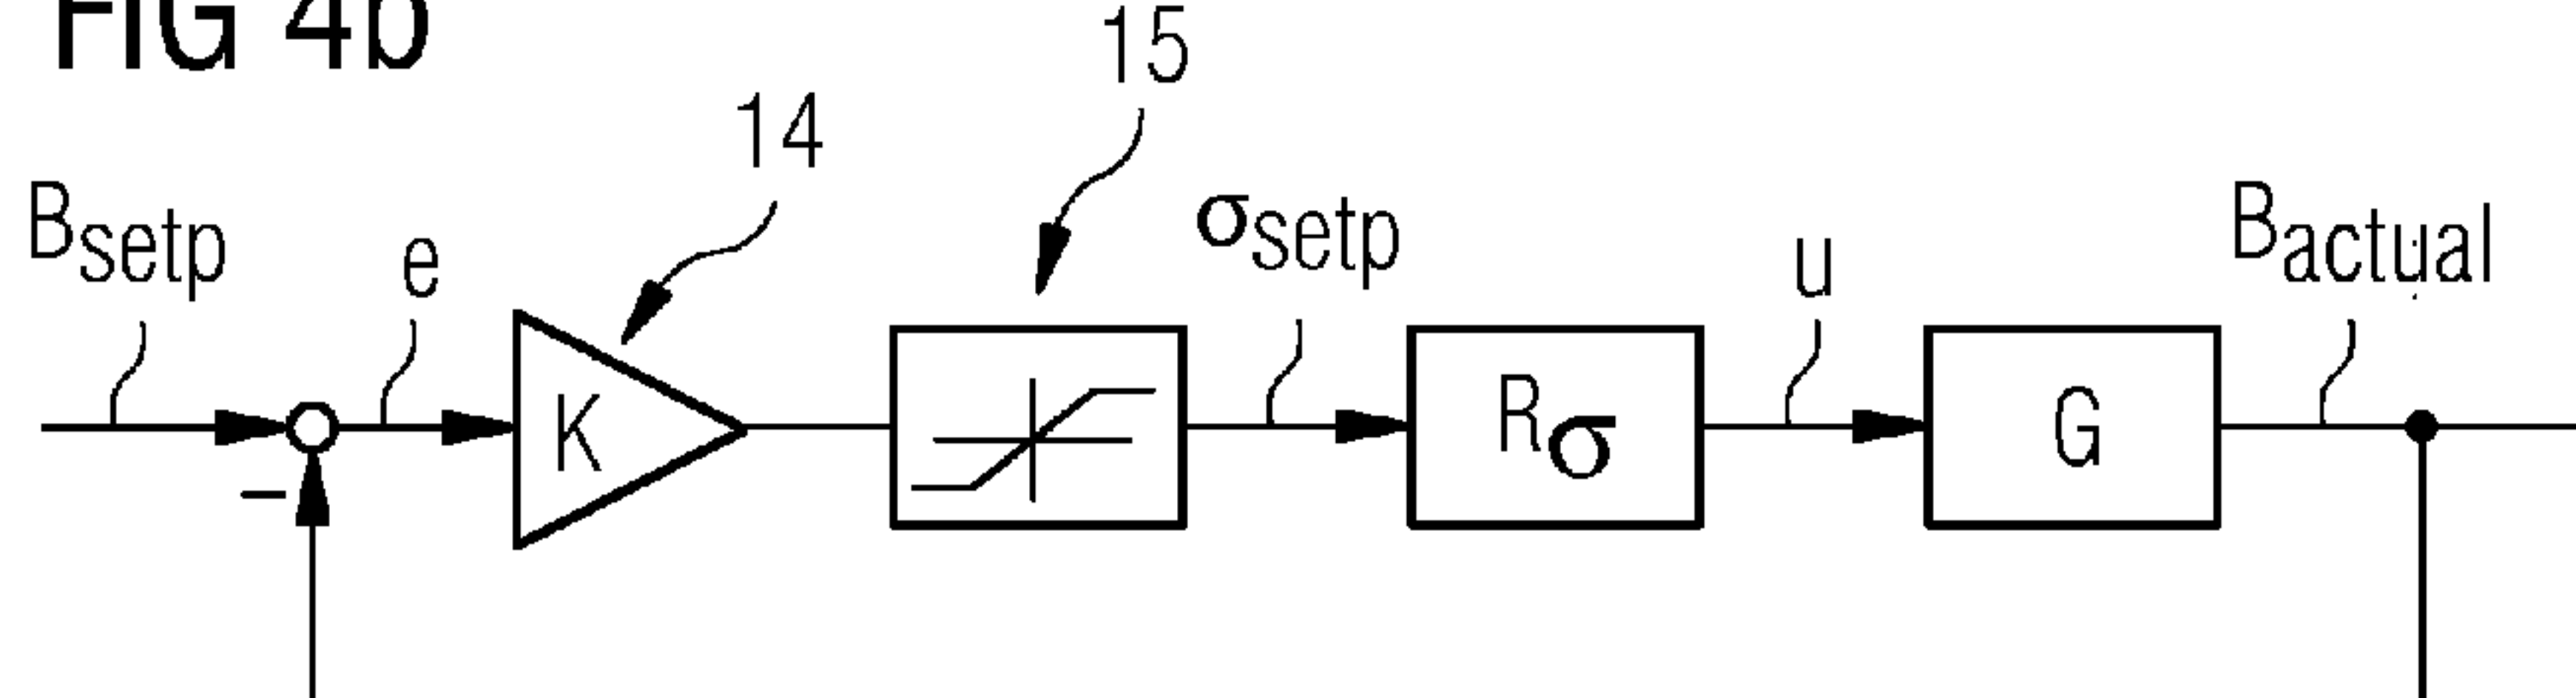 FIG 4b
15
14
Bsetp
e
σsetp
u
Bactual
K
Rσ
G
−